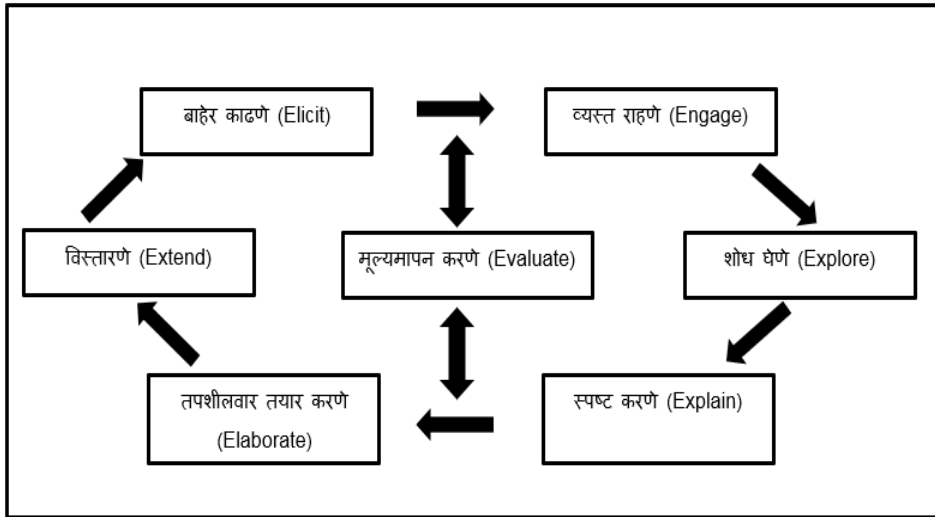 बाहेर काढणे (Elicit)
व्यस्त राहणे (Engage)
विस्तारणे (Extend)
मूल्यमापन करणे (Evaluate)
शोध घेणे (Explore)
तपशीलवार तयार करणे
(Elaborate)
स्पष्ट करणे (Explain)